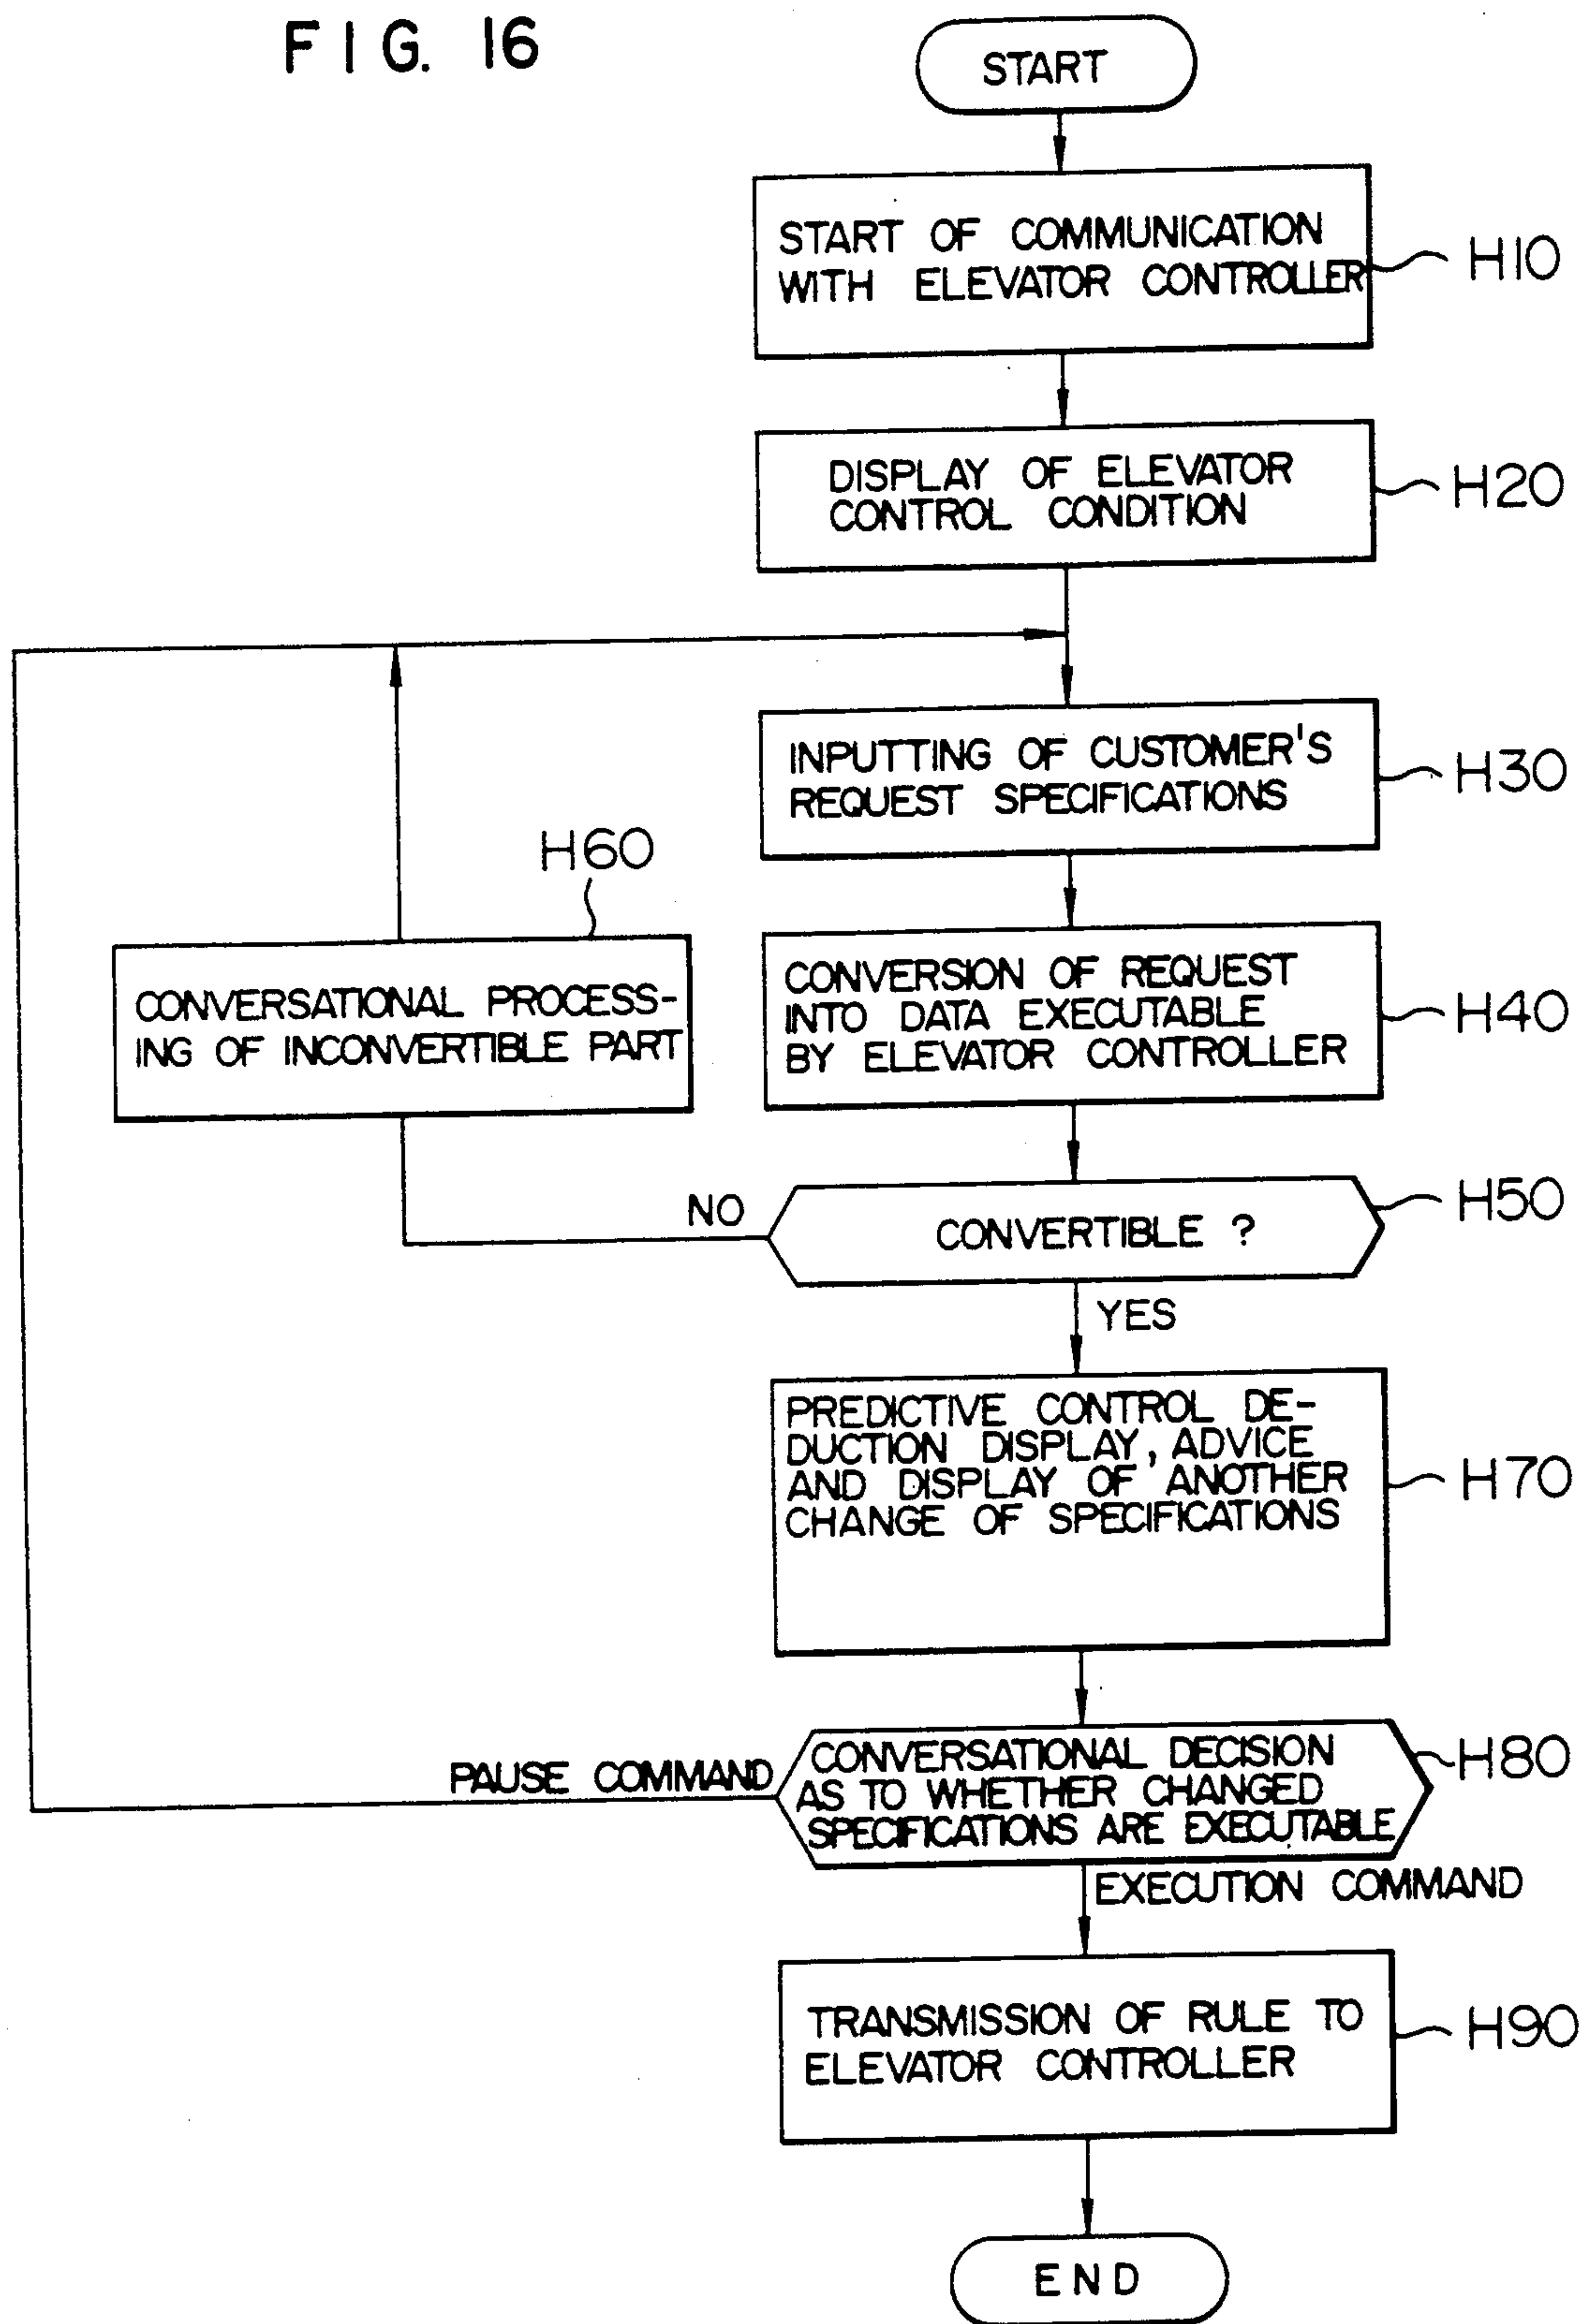 FIG. 16
START
START OF COMMUNICATION
WITH ELEVATOR CONTROLLER
H10
DISPLAY OF ELEVATOR
CONTROL CONDITION
H20
INPUTTING OF CUSTOMER'S
REQUEST SPECIFICATIONS
H30
H60
CONVERSATIONAL PROCESS-
ING OF INCONVERTIBLE PART
CONVERSION OF REQUEST
INTO DATA EXECUTABLE
BY ELEVATOR CONTROLLER
H40
NO
CONVERTIBLE ?
H50
YES
PREDICTIVE CONTROL DE-
DUCTION DISPLAY, ADVICE
AND DISPLAY OF ANOTHER
CHANGE OF SPECIFICATIONS
H70
PAUSE COMMAND
CONVERSATIONAL DECISION
AS TO WHETHER CHANGED
SPECIFICATIONS ARE EXECUTABLE
H80
EXECUTION COMMAND
TRANSMISSION OF RULE TO
ELEVATOR CONTROLLER
H90
END